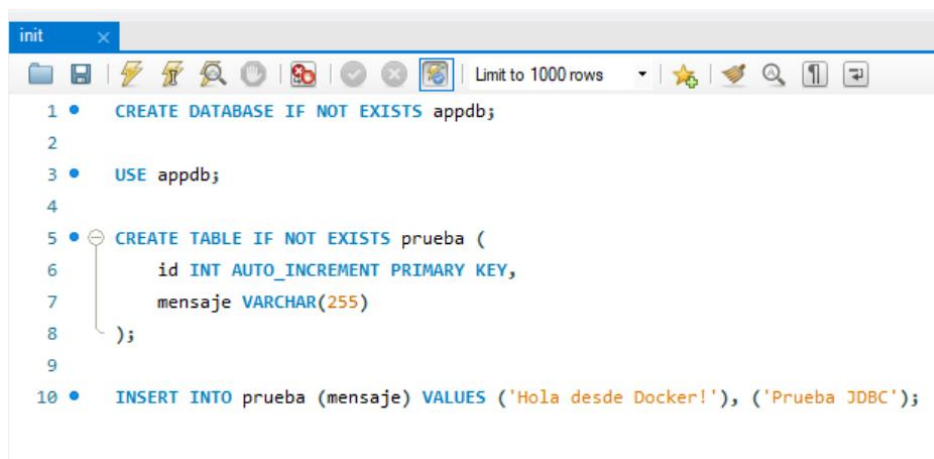 init
Limit to 1000 rows
1 CREATE DATABASE IF NOT EXISTS appdb;
2
3 USE appdb;
4
5 CREATE TABLE IF NOT EXISTS prueba (
6 id INT AUTO_INCREMENT PRIMARY KEY,
7 mensaje VARCHAR(255)
8 );
9
10 INSERT INTO prueba (mensaje) VALUES ('Hola desde Docker!'), ('Prueba JDBC');